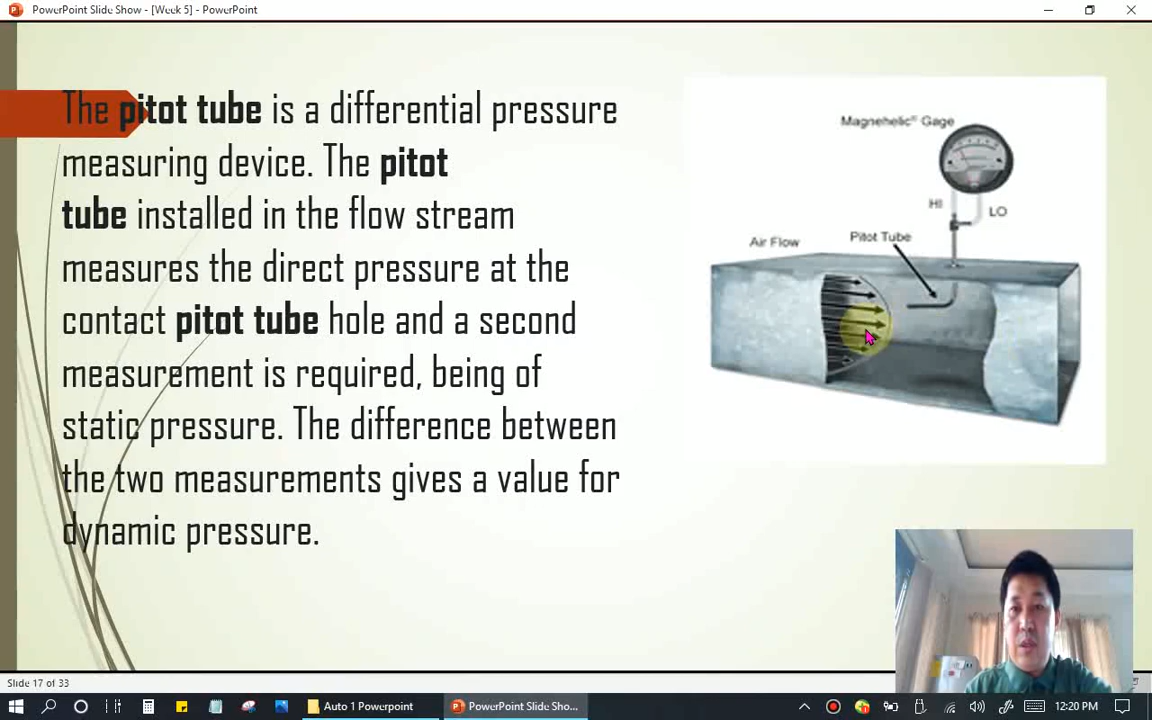 PowerPoint Slide Show - [Week 5] - PowerPoint
The pitot tube is a differential pressure
measuring device. The pitot
tube installed in the flow stream
measures the direct pressure at the
contact pitot tube hole and a second
measurement is required, being of
static pressure. The difference between
the two measurements gives a value for
dynamic pressure.
Magnehelic® Gage
HI
LO
Air Flow
Pitot Tube
Slide 17 of 33
Auto 1 Powerpoint
PowerPoint Slide Sho...
12:20 PM